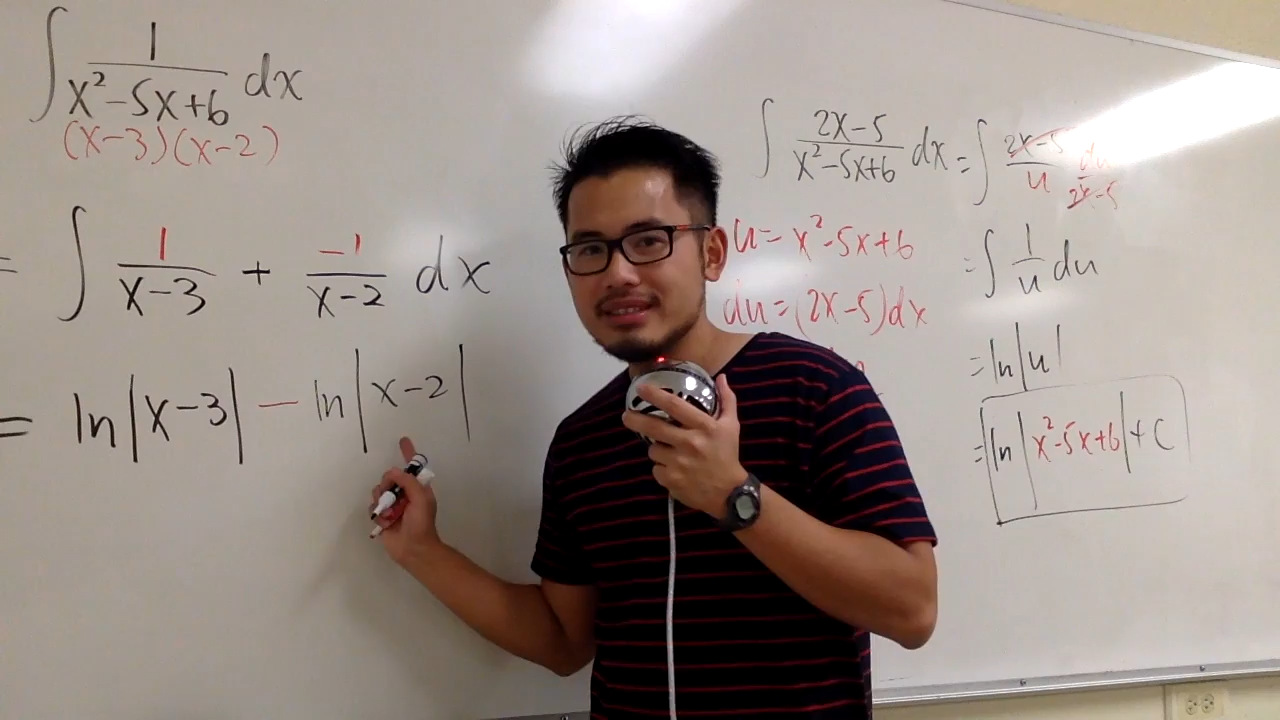 ∫ 1/(x²-5x+6) dx
(x-3)(x-2)
= ∫ 1/(x-3) + -1/(x-2) dx
= ln|x-3| - ln|x-2|
∫ (2x-5)/(x²-5x+6) dx = ∫ (2x-5)/u du/(2x-5)
u = x²-5x+6
= ∫ 1/u du
du = (2x-5)dx
= ln|u|
= ln|x²-5x+6| + C